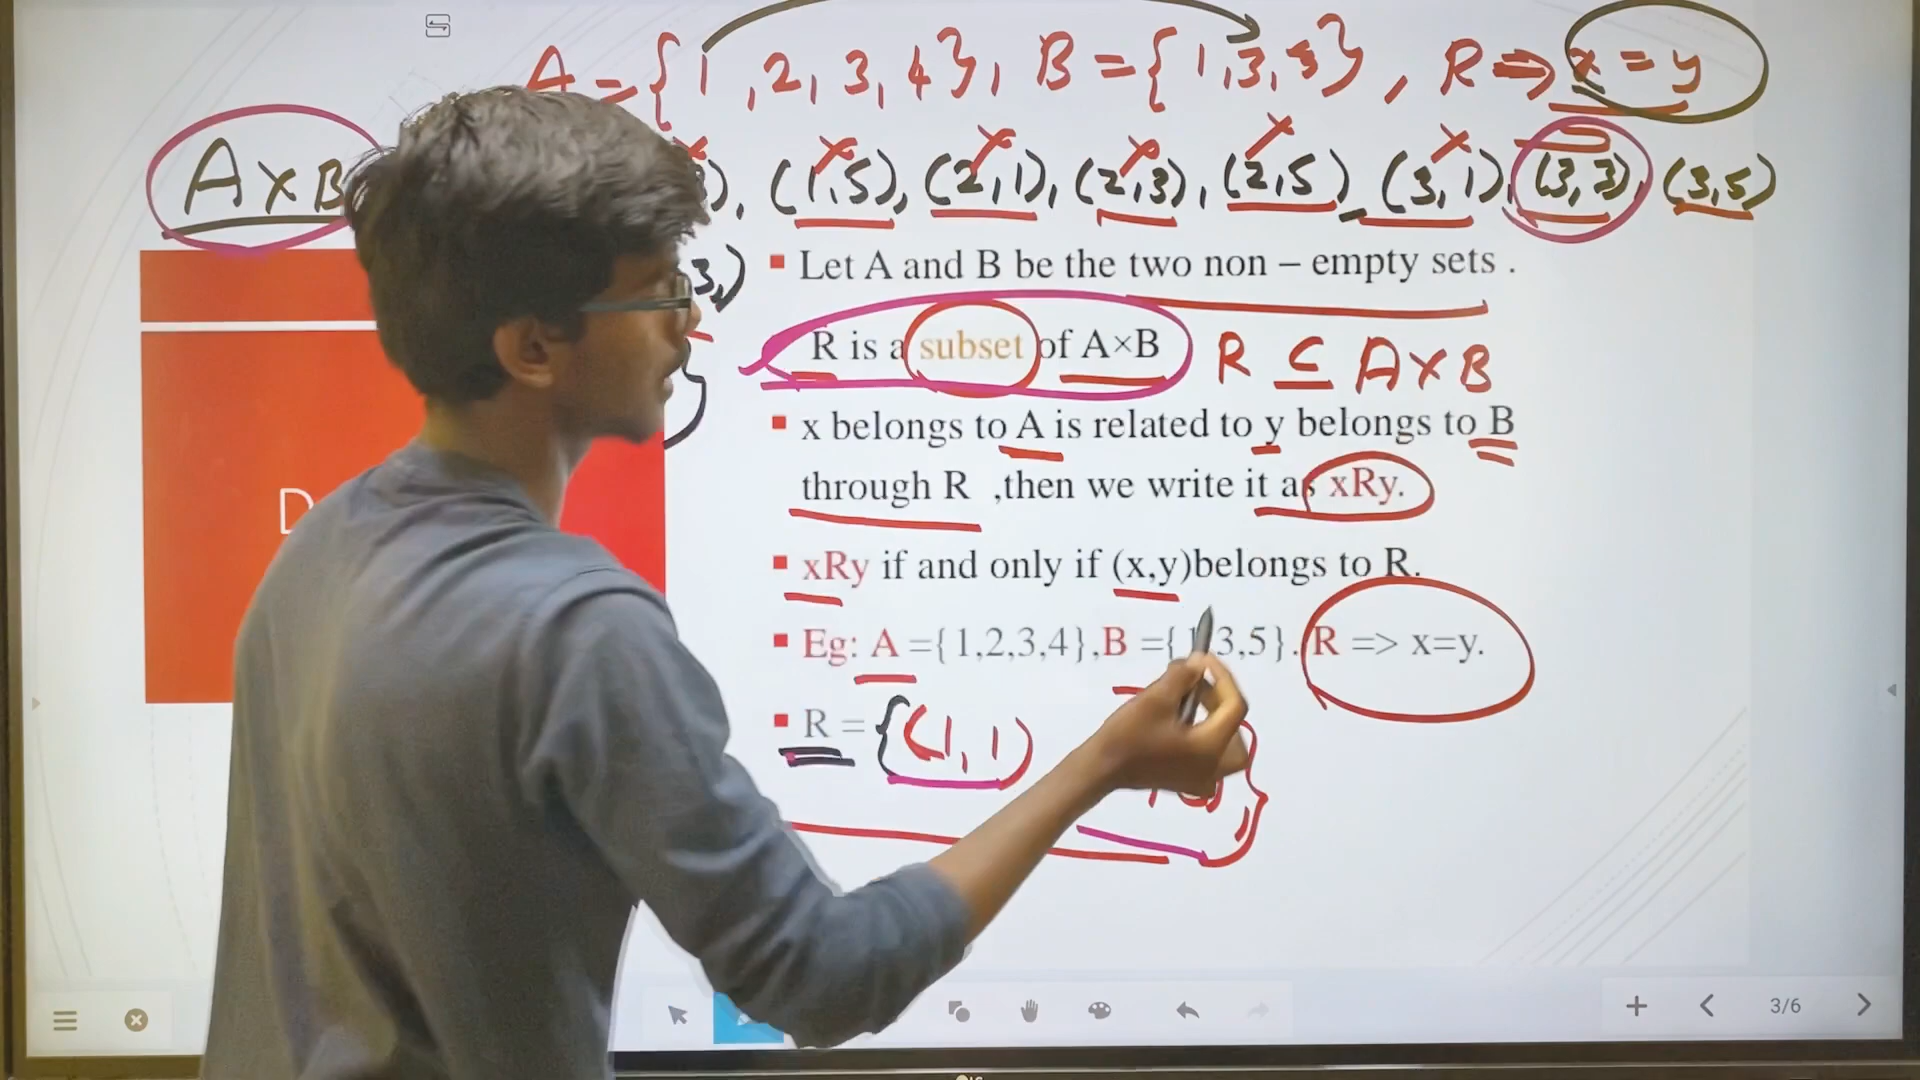 A = {1, 2, 3, 4}, B = {1, 3, 5}, R ⇒ x = y
A × B ), (1,5), (2,1), (2,3), (2,5) (3,1), (3,3), (3,5)
3,)
}
▪ Let A and B be the two non – empty sets .
R is a subset of A×B R ⊆ A × B
▪ x belongs to A is related to y belongs to B
through R ,then we write it as xRy.
▪ xRy if and only if (x,y)belongs to R.
▪ Eg: A ={1,2,3,4},B ={1 3,5}. R => x=y.
▪ R = {(1, 1) }
D
3/6